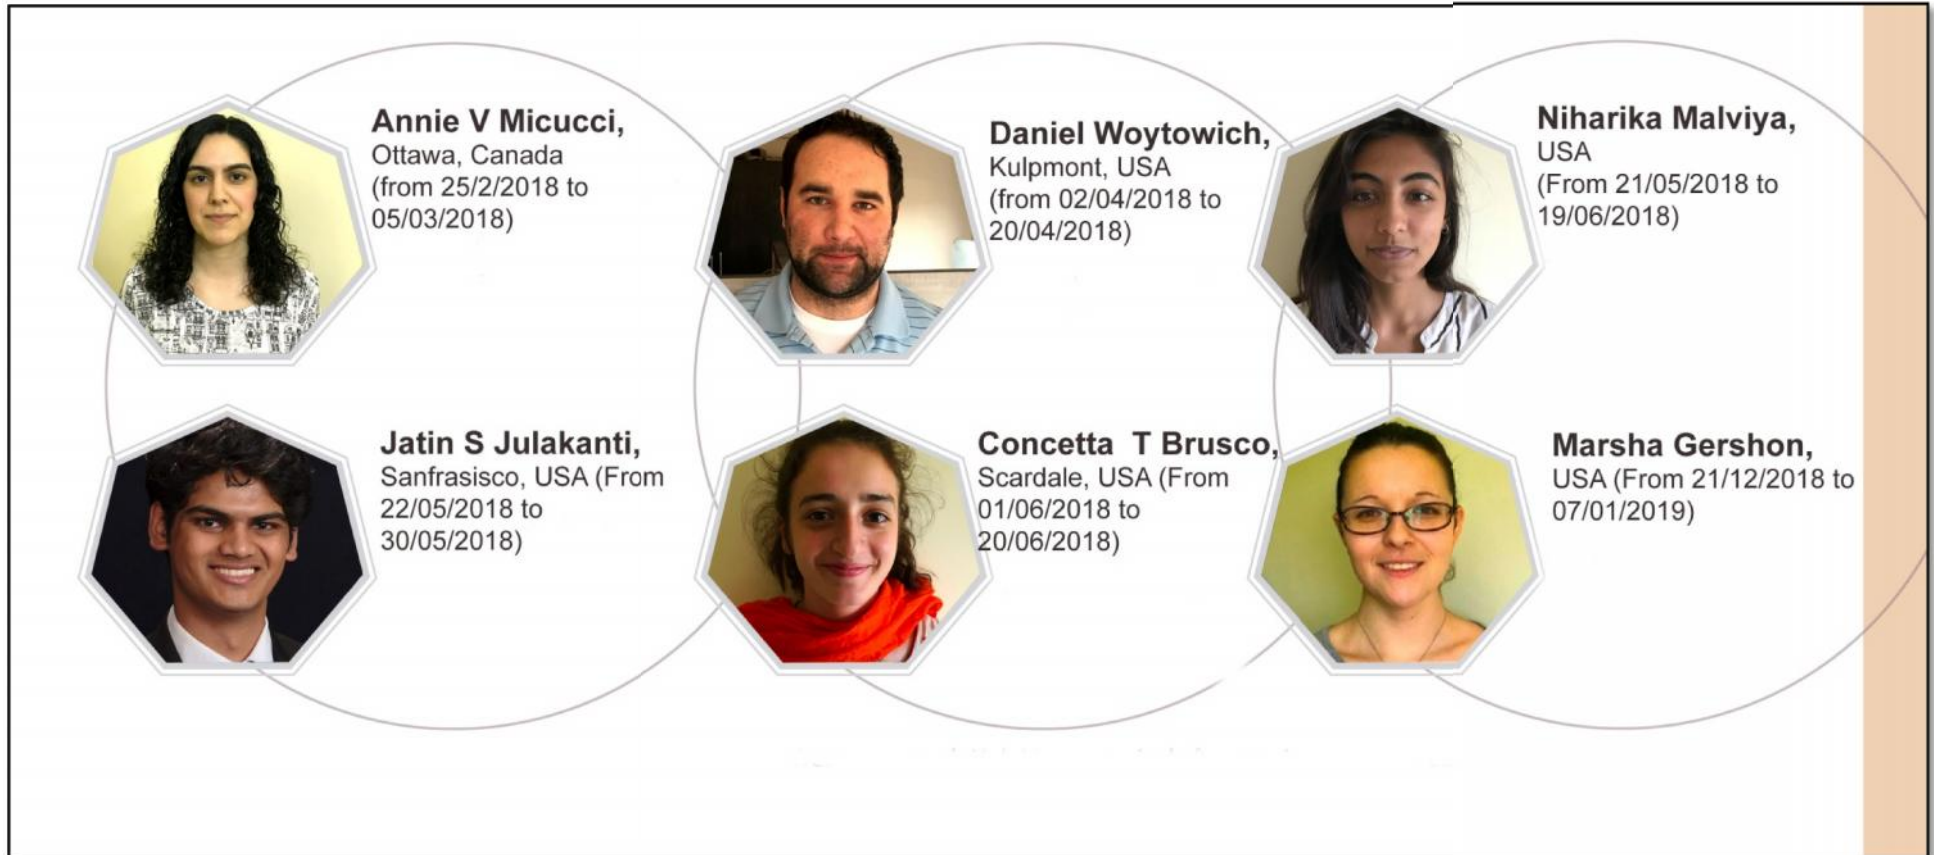 Annie V Micucci,
Ottawa, Canada
(from 25/2/2018 to
05/03/2018)
Daniel Woytowich,
Kulpmont, USA
(from 02/04/2018 to
20/04/2018)
Niharika Malviya,
USA
(From 21/05/2018 to
19/06/2018)
Jatin S Julakanti,
Sanfrasisco, USA (From
22/05/2018 to
30/05/2018)
Concetta T Brusco,
Scardale, USA (From
01/06/2018 to
20/06/2018)
Marsha Gershon,
USA (From 21/12/2018 to
07/01/2019)